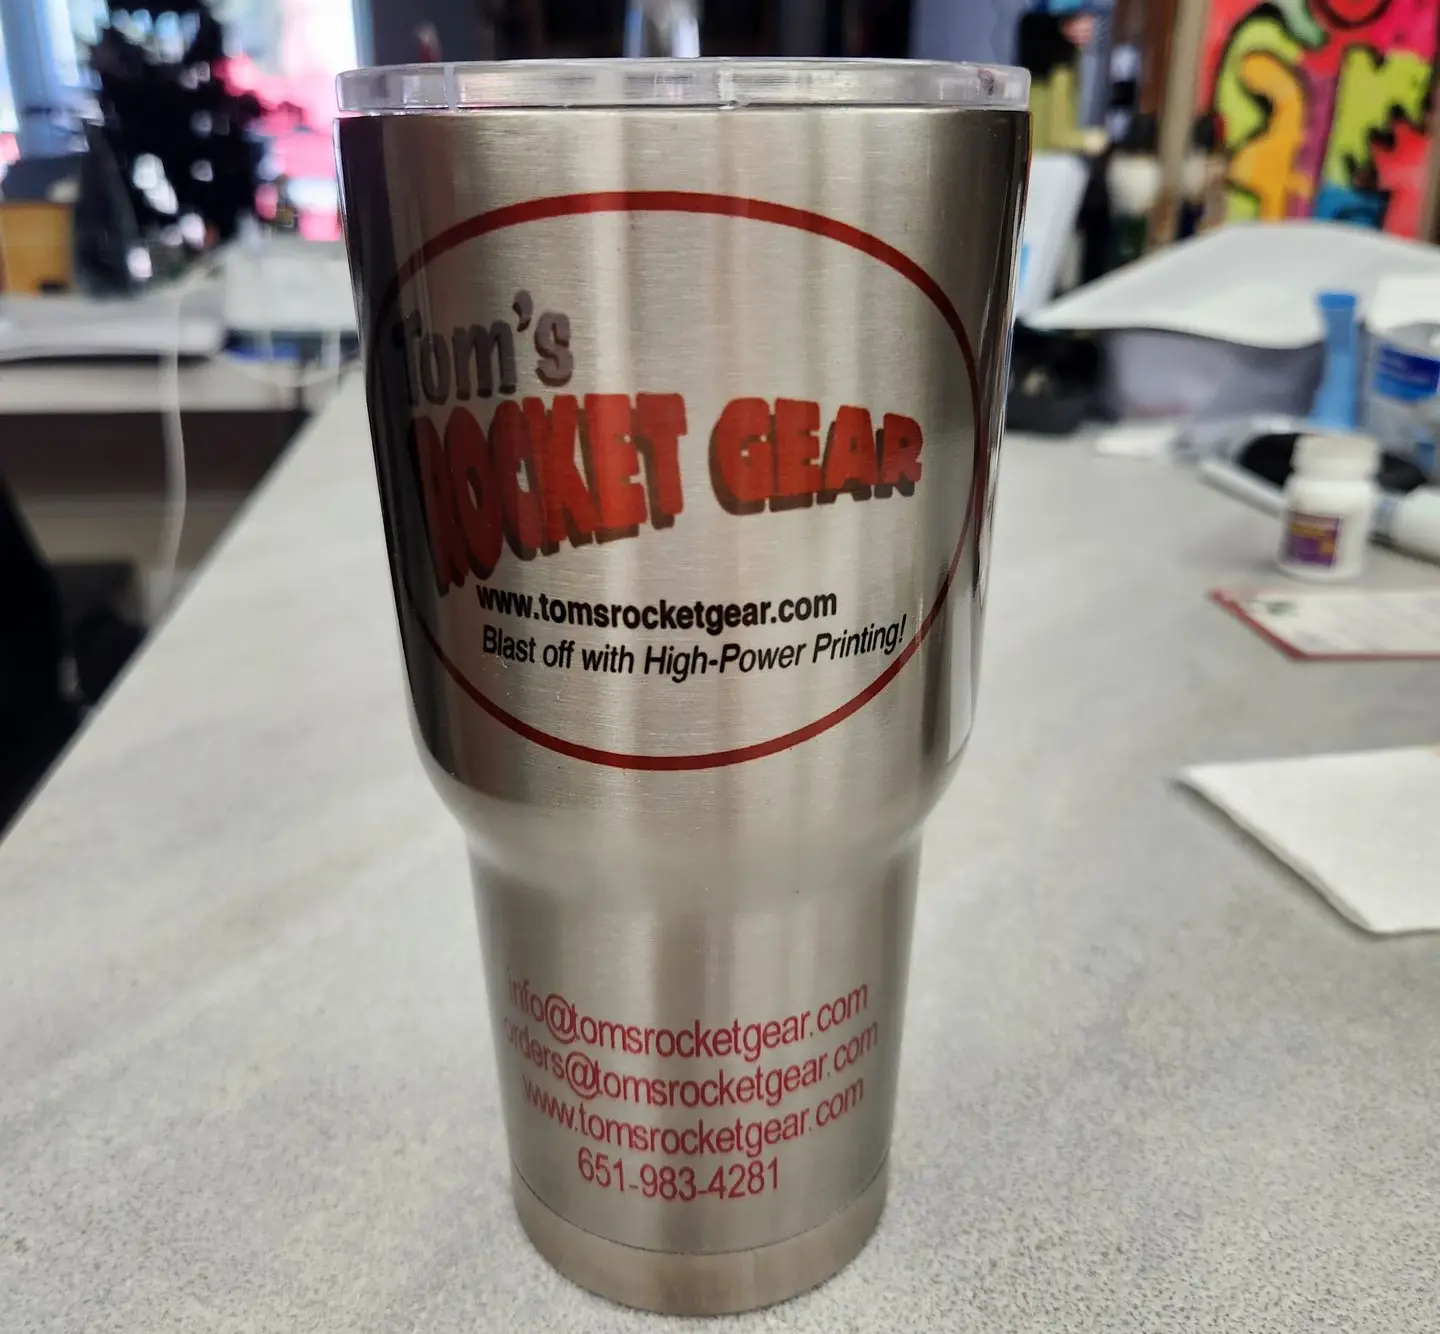 Tom's
ROCKET GEAR
www.tomsrocketgear.com
Blast off with High-Power Printing!
info@tomsrocketgear.com
orders@tomsrocketgear.com
www.tomsrocketgear.com
651-983-4281